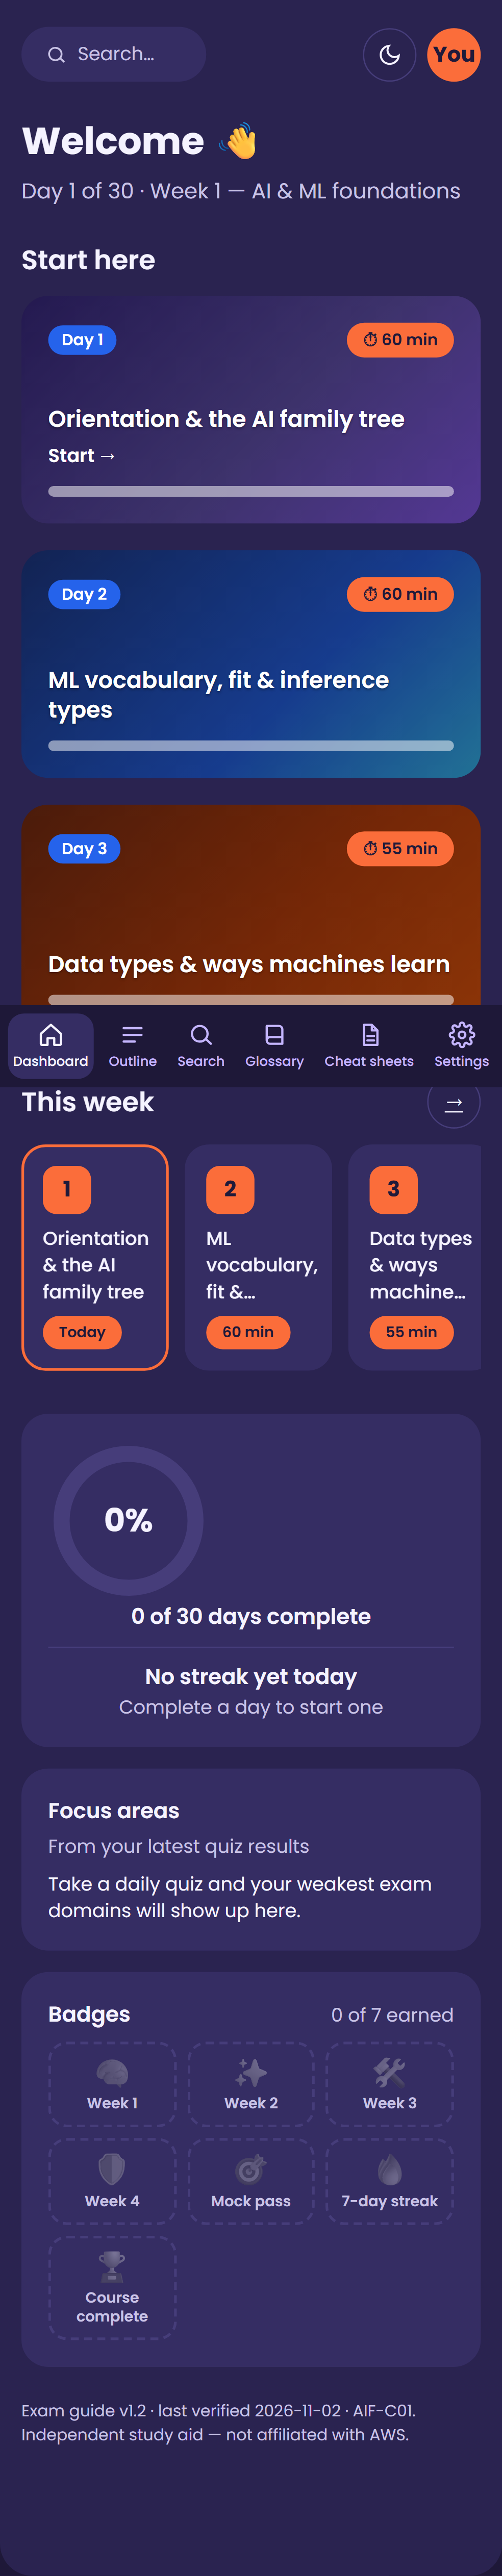 Search...
You
Welcome 👋
Day 1 of 30 · Week 1 — AI & ML foundations
Start here
Day 1
⏱ 60 min
Orientation & the AI family tree
Start →
Day 2
⏱ 60 min
ML vocabulary, fit & inference
types
Day 3
⏱ 55 min
Data types & ways machines learn
Dashboard
Outline
Search
Glossary
Cheat sheets
Settings
This week
→
1
Orientation
& the AI
family tree
Today
2
ML
vocabulary,
fit &...
60 min
3
Data types
& ways
machine...
55 min
0%
0 of 30 days complete
No streak yet today
Complete a day to start one
Focus areas
From your latest quiz results
Take a daily quiz and your weakest exam
domains will show up here.
Badges
0 of 7 earned
Week 1
Week 2
Week 3
Week 4
Mock pass
7-day streak
Course
complete
Exam guide v1.2 · last verified 2026-11-02 · AIF-C01.
Independent study aid — not affiliated with AWS.